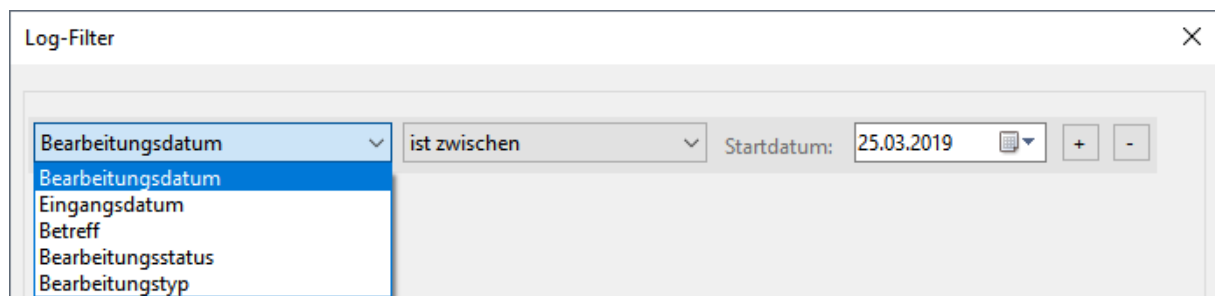 Log-Filter
Bearbeitungsdatum ist zwischen Startdatum: 25.03.2019 + -
Bearbeitungsdatum
Eingangsdatum
Betreff
Bearbeitungsstatus
Bearbeitungstyp